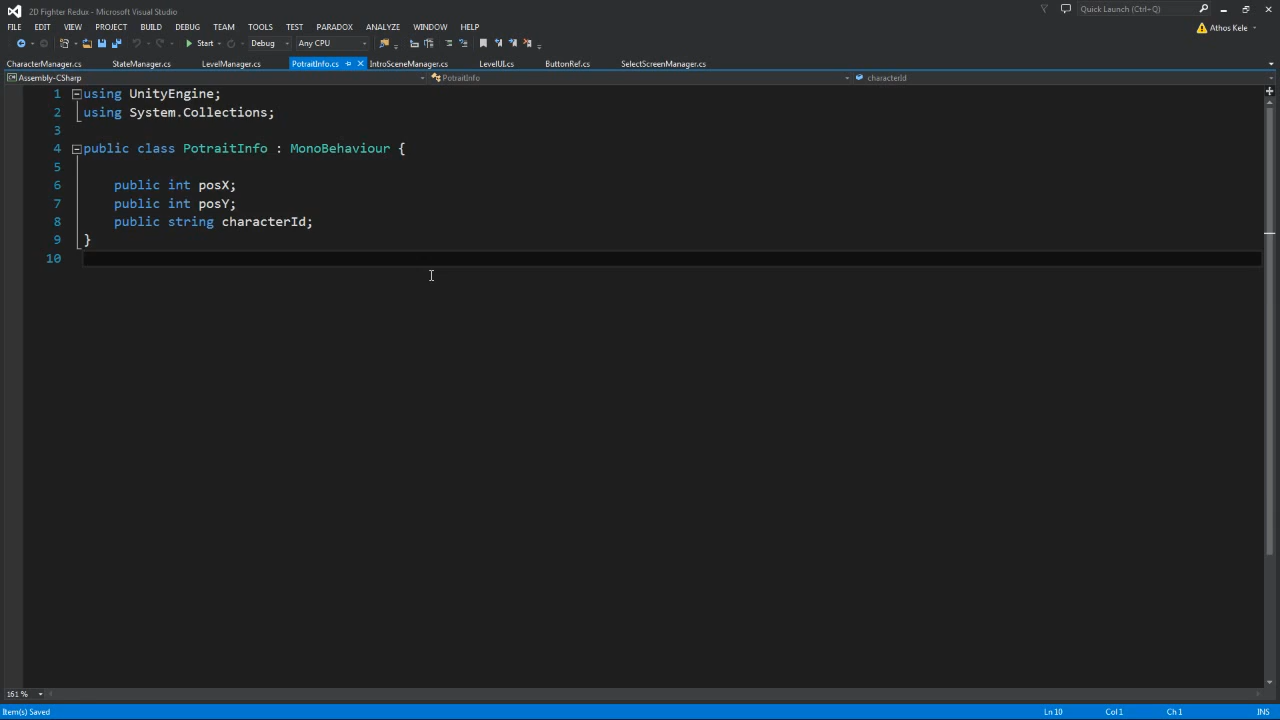 2D Fighter Redux - Microsoft Visual Studio
Quick Launch (Ctrl+Q)
FILE EDIT VIEW PROJECT BUILD DEBUG TEAM TOOLS TEST PARADOX ANALYZE WINDOW HELP
Athos Kele
Start Debug Any CPU
CharacterManager.cs StateManager.cs LevelManager.cs PotraitInfo.cs IntroSceneManager.cs LevelUI.cs ButtonRef.cs SelectScreenManager.cs
Assembly-CSharp PotraitInfo characterId
1 using UnityEngine;
2 using System.Collections;
3
4 public class PotraitInfo : MonoBehaviour {
5
6 public int posX;
7 public int posY;
8 public string characterId;
9 }
10
161 %
Item(s) Saved Ln 10 Col 1 Ch 1 INS